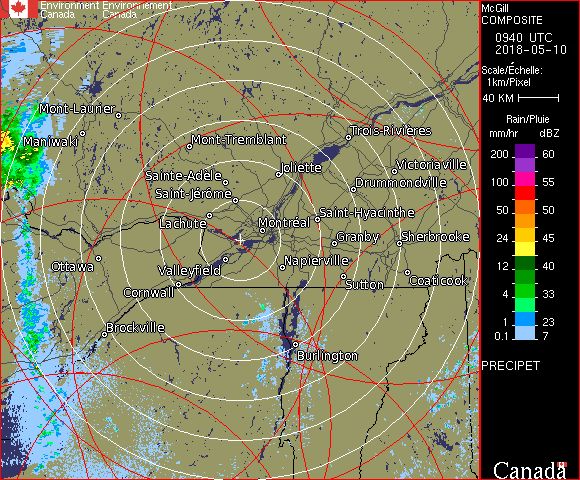 Environment Environnement
Canada Canada
McGill
COMPOSITE
0940 UTC
2018-05-10
Scale/Échelle:
1km/Pixel
40 KM
Rain/Pluie
mm/hr dBZ
200 60
100 55
50 50
24 45
12 40
4 33
1 23
0.1 7
PRECIPET
Canada
Mont-Laurier
Maniwaki
Mont-Tremblant
Trois-Rivières
Joliette
Victoriaville
Sainte-Adèle
Drummondville
Saint-Jérôme
Lachute
Saint-Hyacinthe
Montréal
Granby
Sherbrooke
Ottawa
Valleyfield
Napierville
Cornwall
Sutton
Coaticook
Brockville
Burlington